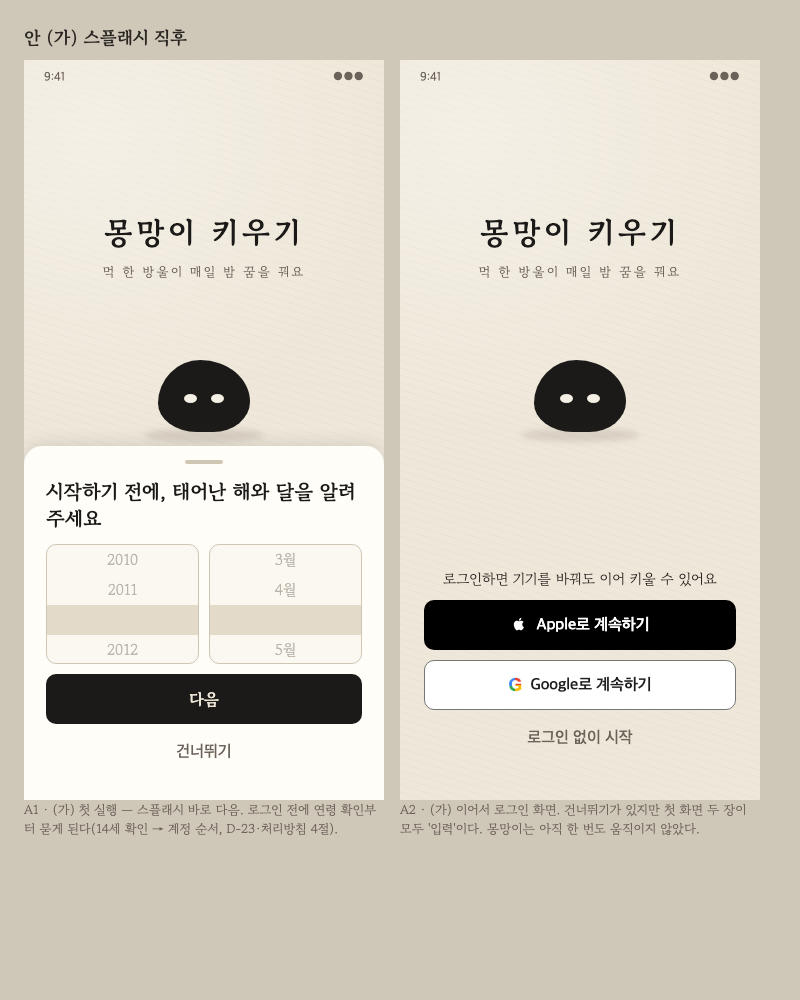 안 (가) 스플래시 직후
9:41
몽망이 키우기
먹 한 방울이 매일 밤 꿈을 꿔요
시작하기 전에, 태어난 해와 달을 알려
주세요
2010
3월
2011
4월
2012
5월
다음
건너뛰기
A1 · (가) 첫 실행 — 스플래시 바로 다음. 로그인 전에 연령 확인부
터 묻게 된다(14세 확인 → 계정 순서, D-23·처리방침 4절).
9:41
몽망이 키우기
먹 한 방울이 매일 밤 꿈을 꿔요
로그인하면 기기를 바꿔도 이어 키울 수 있어요
Apple로 계속하기
Google로 계속하기
로그인 없이 시작
A2 · (가) 이어서 로그인 화면. 건너뛰기가 있지만 첫 화면 두 장이
모두 '입력'이다. 몽망이는 아직 한 번도 움직이지 않았다.